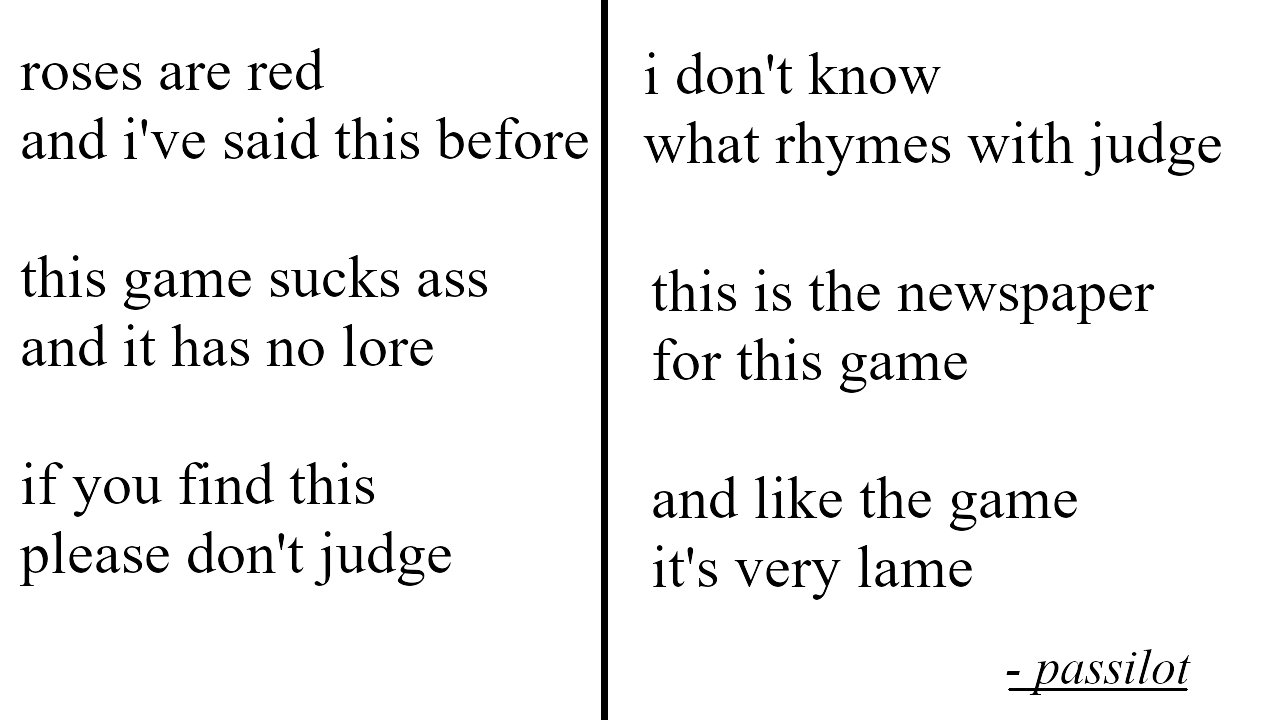 roses are red
and i've said this before
this game sucks ass
and it has no lore
if you find this
please don't judge
i don't know
what rhymes with judge
this is the newspaper
for this game
and like the game
it's very lame
- passilot